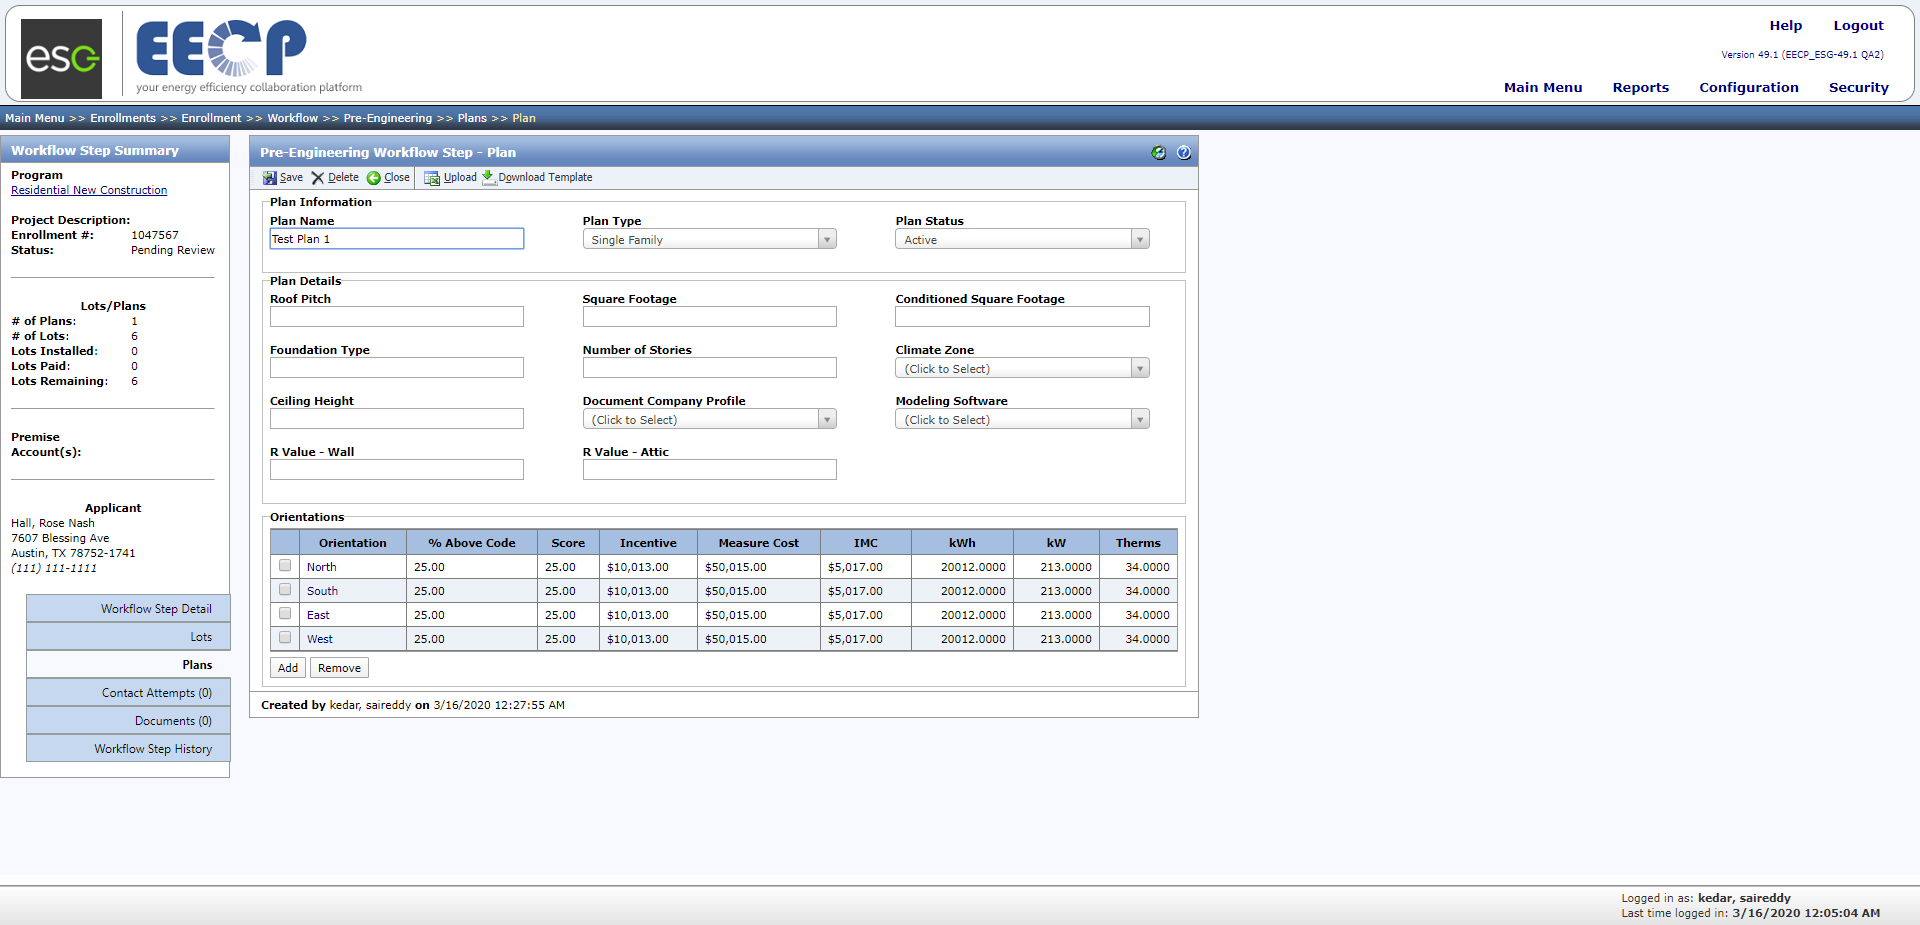 esc
EECP
your energy efficiency collaboration platform
Help Logout
Version 49.1 (EECP_ESG-49.1 QA2)
Main Menu Reports Configuration Security
Main Menu >> Enrollments >> Enrollment >> Workflow >> Pre-Engineering >> Plans >> Plan
Workflow Step Summary
Program
Residential New Construction
Project Description:
Enrollment #: 1047567
Status: Pending Review
Lots/Plans
# of Plans: 1
# of Lots: 6
Lots Installed: 0
Lots Paid: 0
Lots Remaining: 6
Premise
Account(s):
Applicant
Hall, Rose Nash
7607 Blessing Ave
Austin, TX 78752-1741
(111) 111-1111
Workflow Step Detail
Lots
Plans
Contact Attempts (0)
Documents (0)
Workflow Step History
Pre-Engineering Workflow Step - Plan
Save Delete Close Upload Download Template
Plan Information
Plan Name Plan Type Plan Status
Test Plan 1 Single Family Active
Plan Details
Roof Pitch Square Footage Conditioned Square Footage
Foundation Type Number of Stories Climate Zone
(Click to Select)
Ceiling Height Document Company Profile Modeling Software
(Click to Select) (Click to Select)
R Value - Wall R Value - Attic
Orientations
Orientation % Above Code Score Incentive Measure Cost IMC kWh kW Therms
North 25.00 25.00 $10,013.00 $50,015.00 $5,017.00 20012.0000 213.0000 34.0000
South 25.00 25.00 $10,013.00 $50,015.00 $5,017.00 20012.0000 213.0000 34.0000
East 25.00 25.00 $10,013.00 $50,015.00 $5,017.00 20012.0000 213.0000 34.0000
West 25.00 25.00 $10,013.00 $50,015.00 $5,017.00 20012.0000 213.0000 34.0000
Add Remove
Created by kedar, saireddy on 3/16/2020 12:27:55 AM
Logged in as: kedar, saireddy
Last time logged in: 3/16/2020 12:05:04 AM